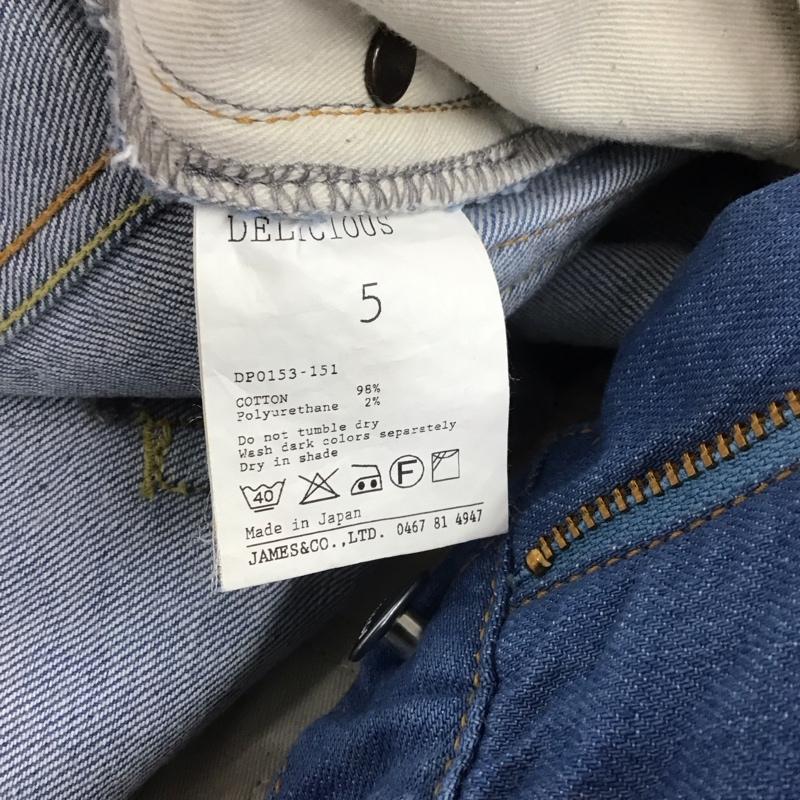 DELICIOUS
5
DP0153-151
COTTON 98%
Polyurethane 2%
Do not tumble dry
Wash dark colors separetely
Dry in shade
40 F
Made in Japan
JAMES&CO.,LTD. 0467 81 4947